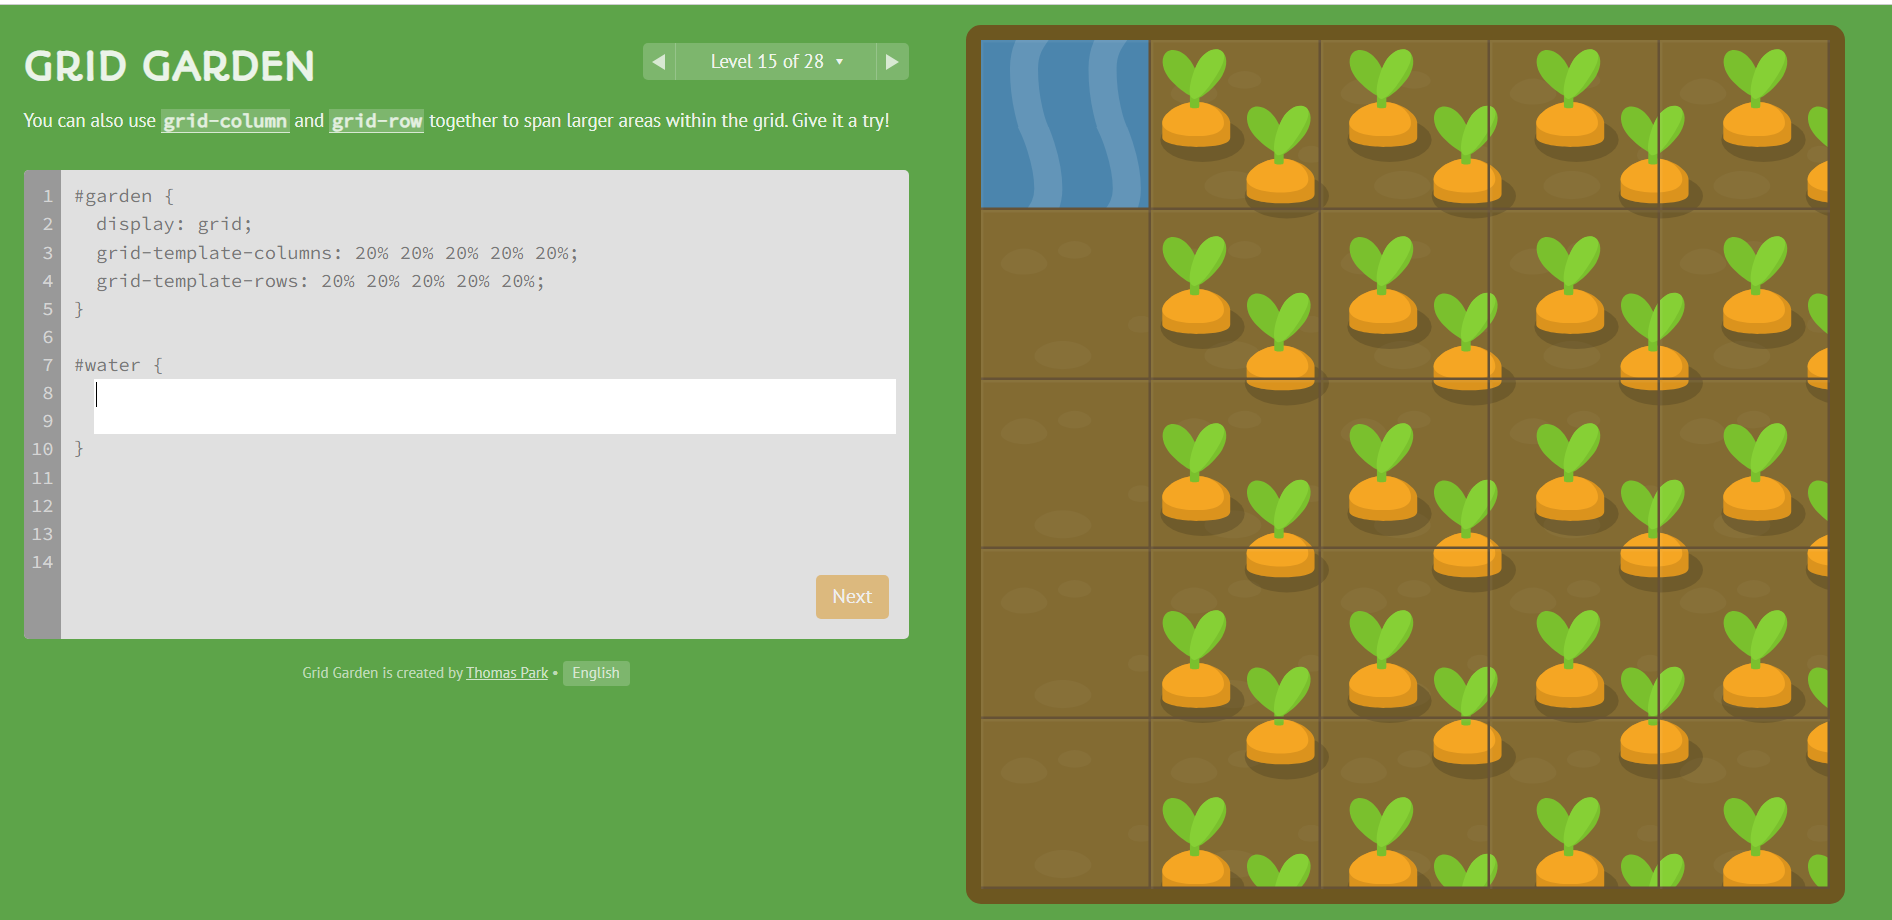 GRID GARDEN
◀ Level 15 of 28 ▼ ▶
You can also use grid-column and grid-row together to span larger areas within the grid. Give it a try!
1 #garden {
2 display: grid;
3 grid-template-columns: 20% 20% 20% 20% 20%;
4 grid-template-rows: 20% 20% 20% 20% 20%;
5 }
6
7 #water {
8
9
10 }
11
12
13
14
Next
Grid Garden is created by Thomas Park • English